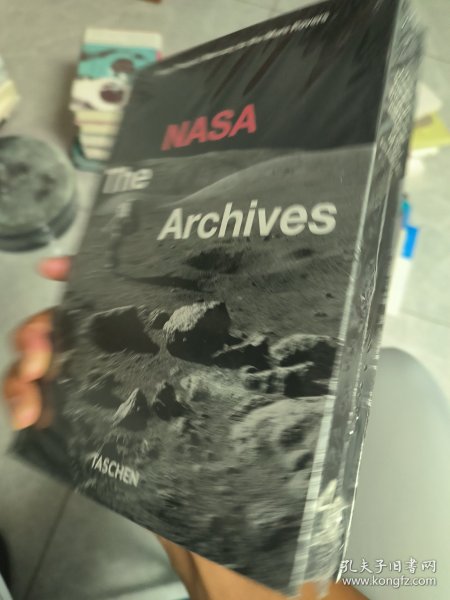 NASA
The
Archives
TASCHEN
孔夫子旧书网
www.kongfz.com